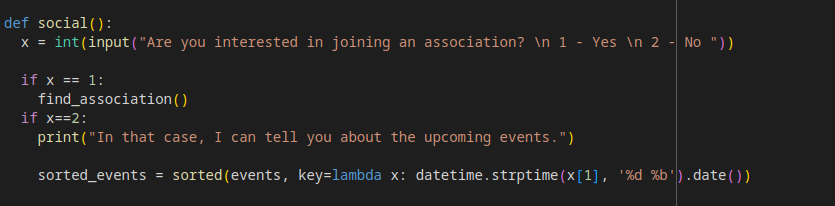 def social():
  x = int(input("Are you interested in joining an association? \n 1 - Yes \n 2 - No "))
  if x == 1:
    find_association()
  if x==2:
    print("In that case, I can tell you about the upcoming events.")
    sorted_events = sorted(events, key=lambda x: datetime.strptime(x[1], '%d %b').date())